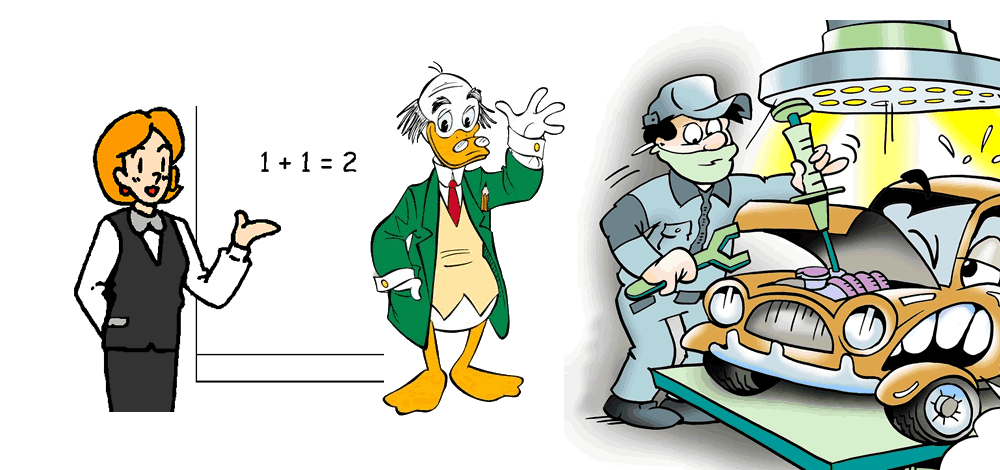 1 + 1 = 2